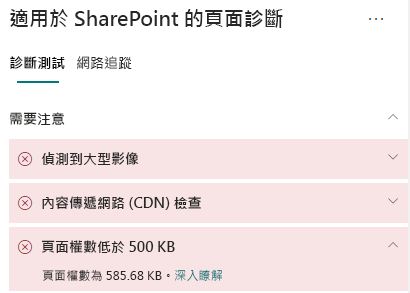 適用於 SharePoint 的頁面診斷
診斷測試 網路追蹤
需要注意
偵測到大型影像
內容傳遞網路 (CDN) 檢查
頁面權數低於 500 KB
頁面權數為 585.68 KB。深入瞭解